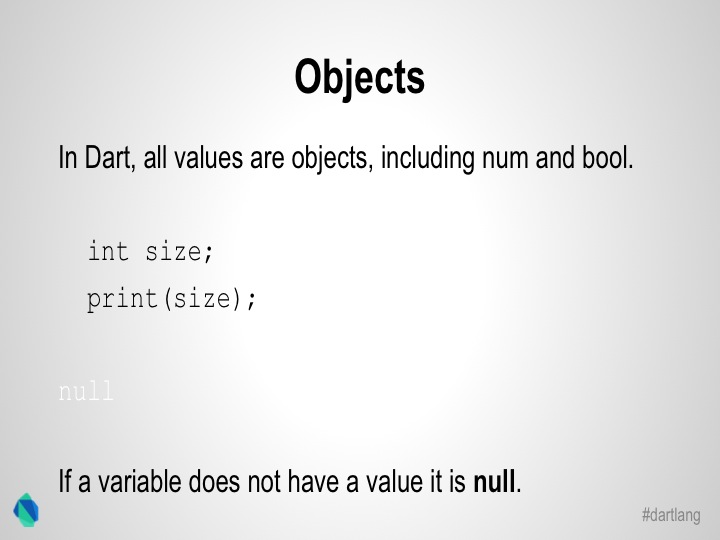 Objects
In Dart, all values are objects, including num and bool.
int size;
print(size);
null
If a variable does not have a value it is null.
#dartlang